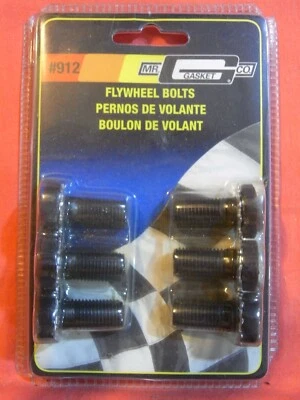 #912
MR. GASKET CO
FLYWHEEL BOLTS
PERNOS DE VOLANTE
BOULON DE VOLANT